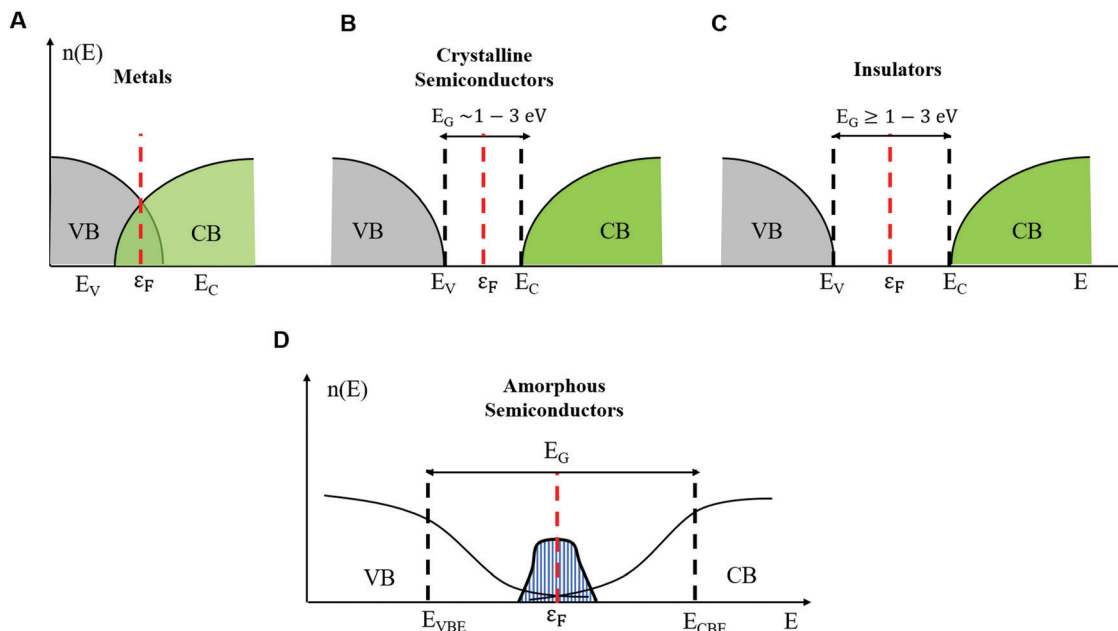 A
n(E)
Metals
VB
CB
E_V
ε_F
E_C
B
Crystalline
Semiconductors
E_G ~1 − 3 eV
VB
CB
E_V
ε_F
E_C
C
Insulators
E_G ≥ 1 − 3 eV
VB
CB
E_V
ε_F
E_C
E
D
n(E)
Amorphous
Semiconductors
E_G
VB
CB
E_VBE
ε_F
E_CBE
E